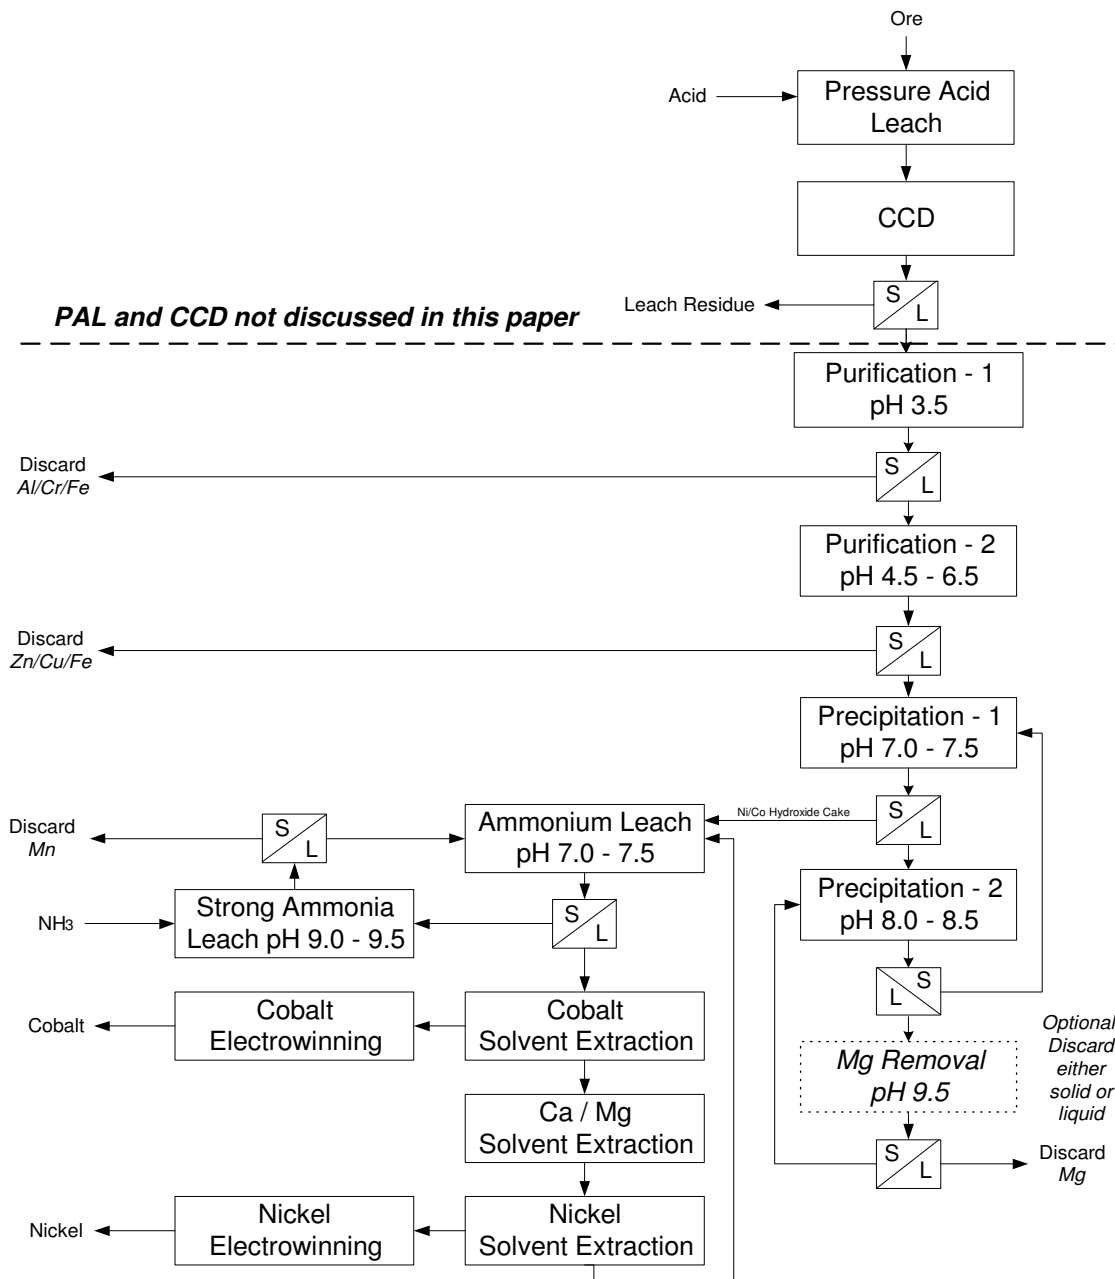 Ore
Acid
Pressure Acid
Leach
CCD
S
L
Leach Residue
PAL and CCD not discussed in this paper
Purification - 1
pH 3.5
S
L
Discard
Al/Cr/Fe
Purification - 2
pH 4.5 - 6.5
S
L
Discard
Zn/Cu/Fe
Precipitation - 1
pH 7.0 - 7.5
Ni/Co Hydroxide Cake
S
L
Discard
Mn
S
L
Ammonium Leach
pH 7.0 - 7.5
Precipitation - 2
pH 8.0 - 8.5
NH3
Strong Ammonia
Leach pH 9.0 - 9.5
S
L
L
S
Cobalt
Cobalt
Electrowinning
Cobalt
Solvent Extraction
Optional
Discard
either
solid or
liquid
Mg Removal
pH 9.5
Ca / Mg
Solvent Extraction
S
L
Discard
Mg
Nickel
Nickel
Electrowinning
Nickel
Solvent Extraction